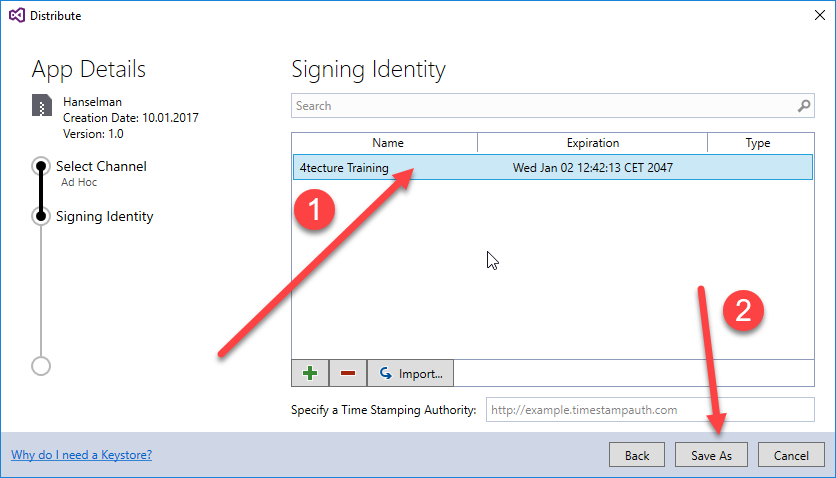 Distribute
App Details
Hanselman
Creation Date: 10.01.2017
Version: 1.0
Select Channel
Ad Hoc
Signing Identity
Signing Identity
Search
Name Expiration Type
4tecture Training Wed Jan 02 12:42:13 CET 2047
1
2
Import...
Specify a Time Stamping Authority: http://example.timestampauth.com
Why do I need a Keystore? Back Save As Cancel